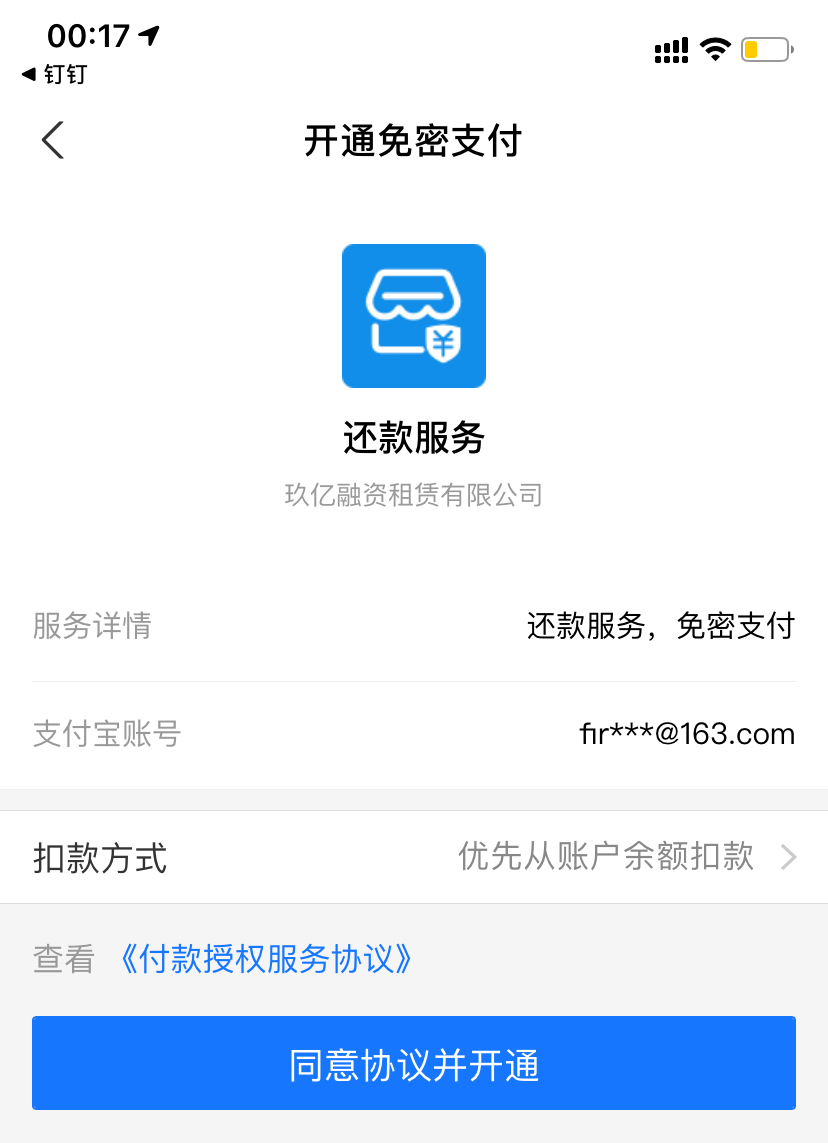 00:17
钉钉
开通免密支付
还款服务
玖亿融资租赁有限公司
服务详情 还款服务，免密支付
支付宝账号 fir***@163.com
扣款方式 优先从账户余额扣款
查看 《付款授权服务协议》
同意协议并开通